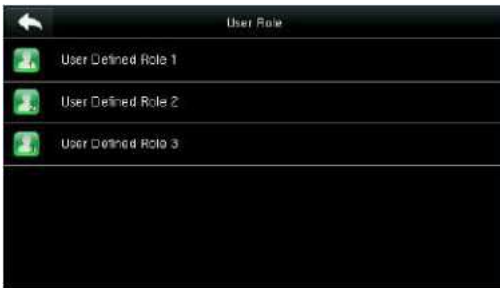 User Role
User Defined Role 1
User Defined Role 2
User Defined Role 3